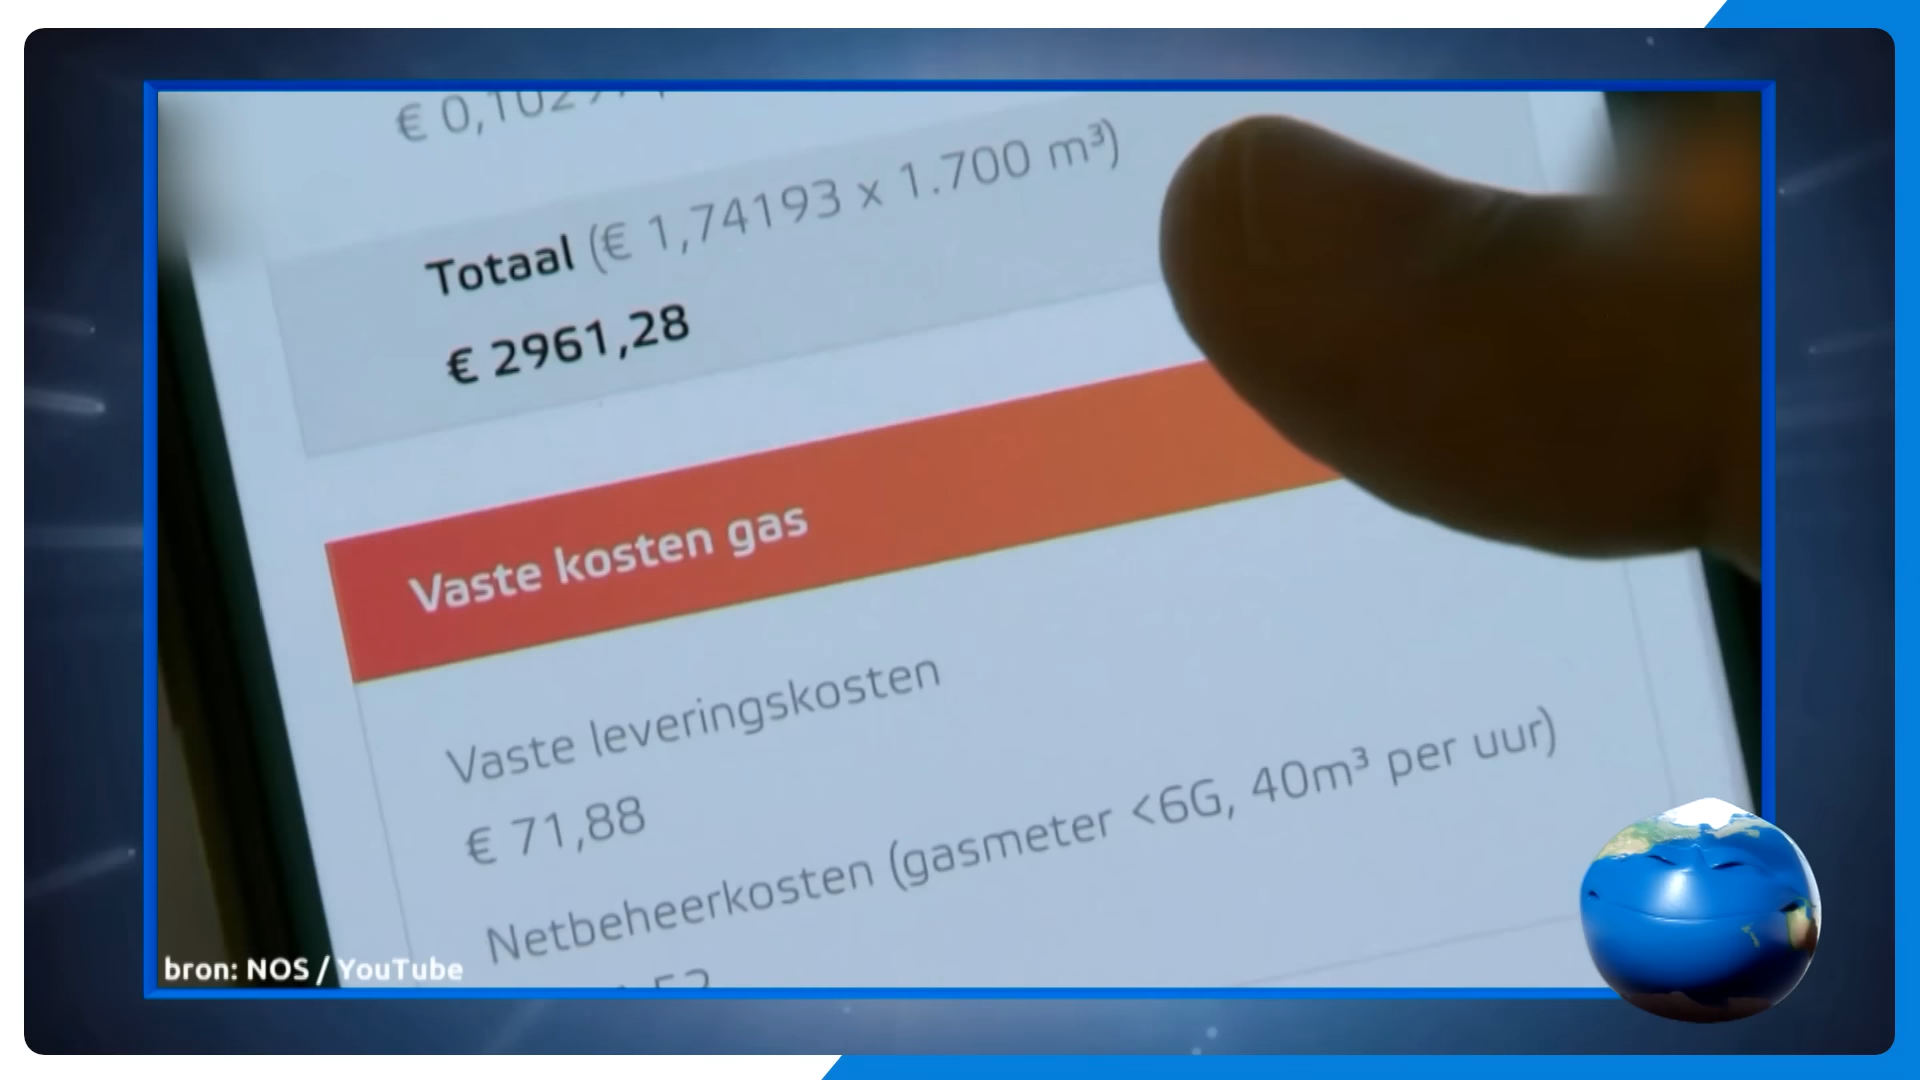 Totaal (€ 1,74193 x 1.700 m³)
€ 2961,28
Vaste kosten gas
Vaste leveringskosten
€ 71,88
Netbeheerkosten (gasmeter <6G, 40m³ per uur)
bron: NOS / YouTube